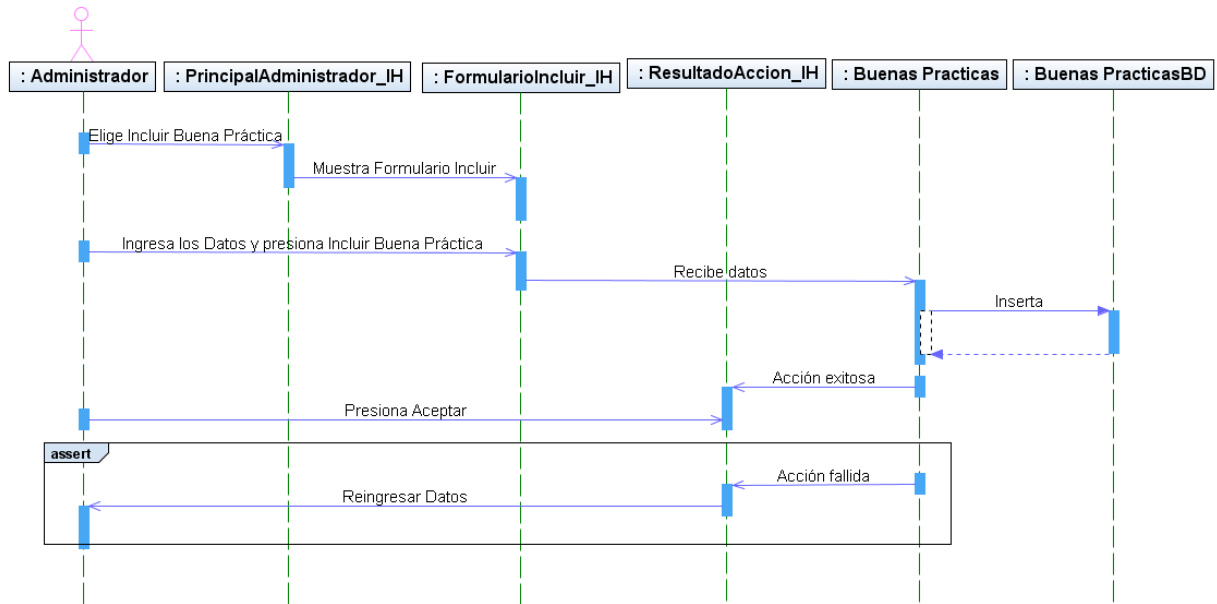 : Administrador
: PrincipalAdministrador_IH
: FormularioIncluir_IH
: ResultadoAccion_IH
: Buenas Practicas
: Buenas PracticasBD
Elige Incluir Buena Práctica
Muestra Formulario Incluir
Ingresa los Datos y presiona Incluir Buena Práctica
Recibe datos
Inserta
Acción exitosa
Presiona Aceptar
assert
Acción fallida
Reingresar Datos